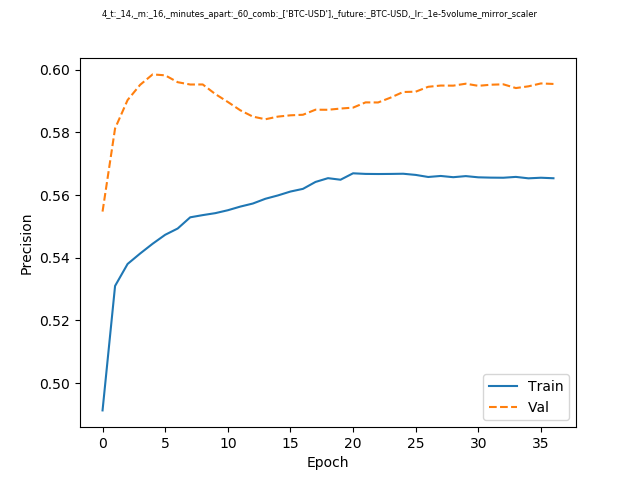 4_t:_14,_m:_16,_minutes_apart:_60_comb:_['BTC-USD'],_future:_BTC-USD,_lr:_1e-5volume_mirror_scaler
0.60
0.58
0.56
0.54
0.52
0.50
Precision
0 5 10 15 20 25 30 35
Epoch
Train
Val